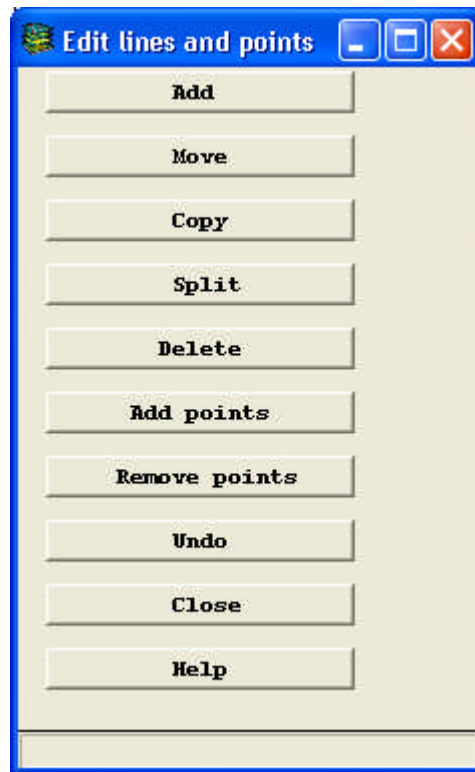 Edit lines and points
Add
Move
Copy
Split
Delete
Add points
Remove points
Undo
Close
Help